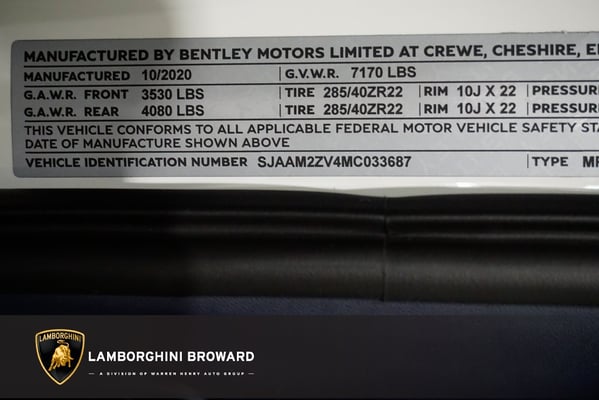 MANUFACTURED BY BENTLEY MOTORS LIMITED AT CREWE, CHESHIRE,
MANUFACTURED 10/2020 G.V.W.R. 7170 LBS
G.A.W.R. FRONT 3530 LBS TIRE 285/40ZR22 RIM 10J X 22 PRESSURE
G.A.W.R. REAR 4080 LBS TIRE 285/40ZR22 RIM 10J X 22 PRESSURE
THIS VEHICLE CONFORMS TO ALL APPLICABLE FEDERAL MOTOR VEHICLE SAFETY
DATE OF MANUFACTURE SHOWN ABOVE
VEHICLE IDENTIFICATION NUMBER SJAAM2ZV4MC033687 TYPE
LAMBORGHINI
LAMBORGHINI BROWARD
A DIVISION OF WARREN HENRY AUTO GROUP